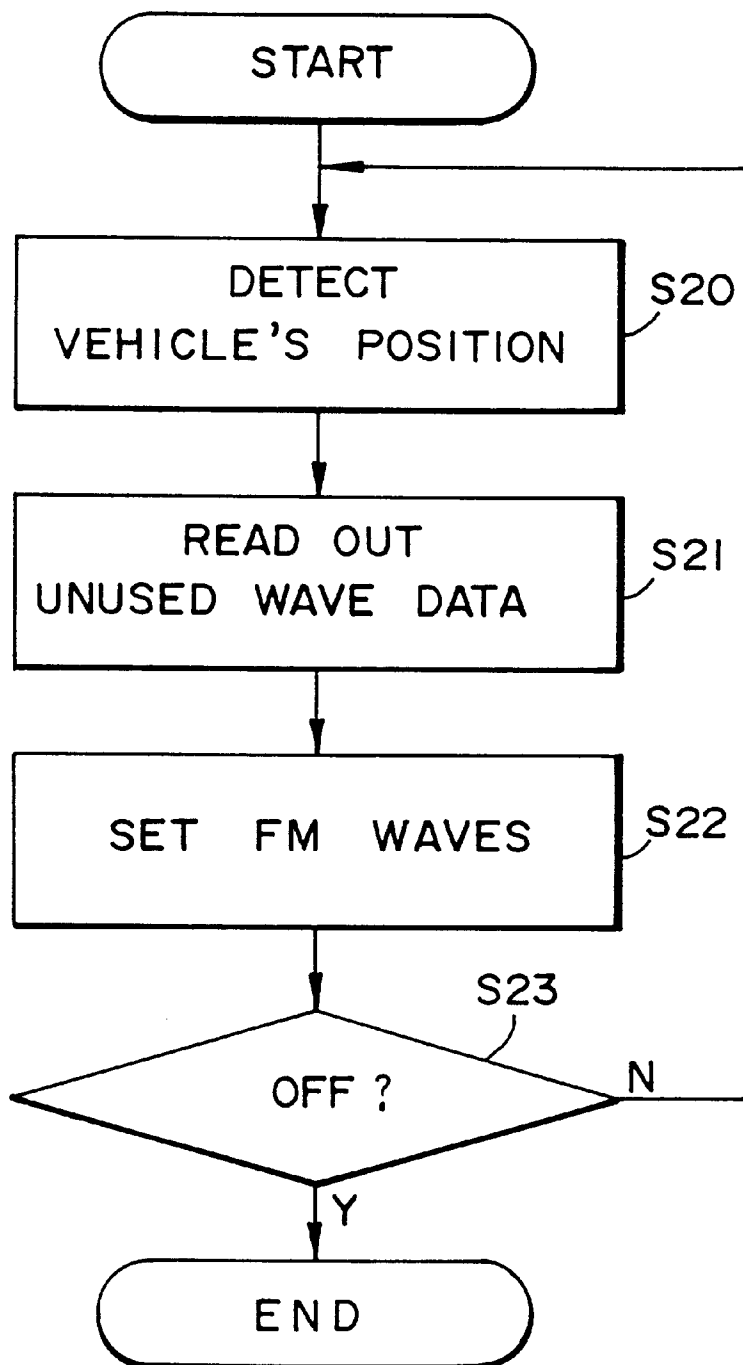 START
DETECT
VEHICLE'S POSITION
S20
READ OUT
UNUSED WAVE DATA
S21
SET FM WAVES
S22
S23
OFF ?
N
Y
END